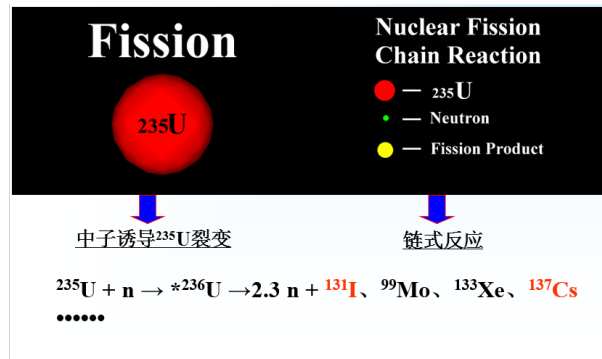 Fission
²³⁵U
Nuclear Fission
Chain Reaction
— ₂₃₅U
— Neutron
— Fission Product
中子诱导²³⁵U裂变
链式反应
²³⁵U + n → *²³⁶U →2.3 n + ¹³¹I、⁹⁹Mo、¹³³Xe、¹³⁷Cs
••••••